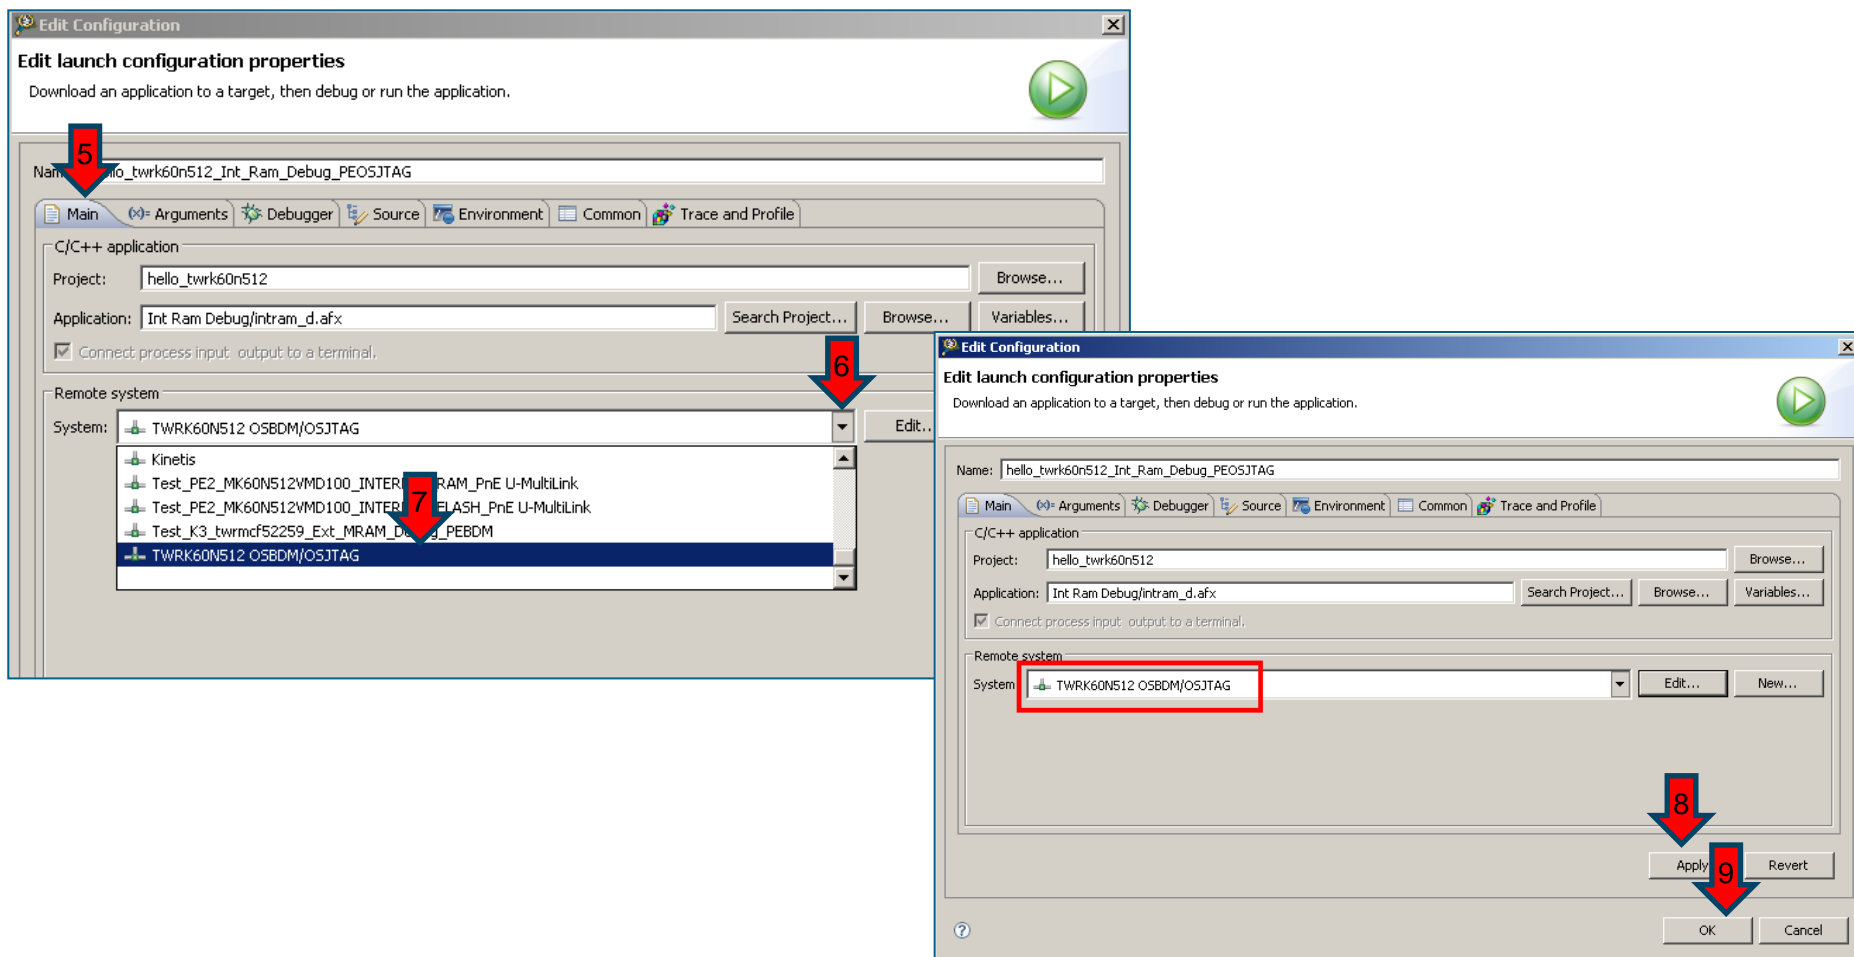 Edit Configuration
Edit launch configuration properties
Download an application to a target, then debug or run the application.
5
hello_twrk60n512_Int_Ram_Debug_PEOSJTAG
Main (x)= Arguments Debugger Source Environment Common Trace and Profile
C/C++ application
Project: hello_twrk60n512 Browse...
Application: Int Ram Debug/intram_d.afx Search Project... Browse... Variables...
Connect process input output to a terminal.
6
Remote system
System: TWRK60N512 OSBDM/OSJTAG Edit..
Kinetis
Test_PE2_MK60N512VMD100_INTER RAM_PnE U-MultiLink
7
Test_PE2_MK60N512VMD100_INTER FLASH_PnE U-MultiLink
Test_K3_twrmcf52259_Ext_MRAM_Debug_PEBDM
TWRK60N512 OSBDM/OSJTAG
Edit Configuration
Edit launch configuration properties
Download an application to a target, then debug or run the application.
Name: hello_twrk60n512_Int_Ram_Debug_PEOSJTAG
Main (x)= Arguments Debugger Source Environment Common Trace and Profile
C/C++ application
Project: hello_twrk60n512 Browse...
Application: Int Ram Debug/intram_d.afx Search Project... Browse... Variables...
Connect process input output to a terminal.
Remote system
System TWRK60N512 OSBDM/OSJTAG Edit... New...
8
Apply Revert
9
OK Cancel